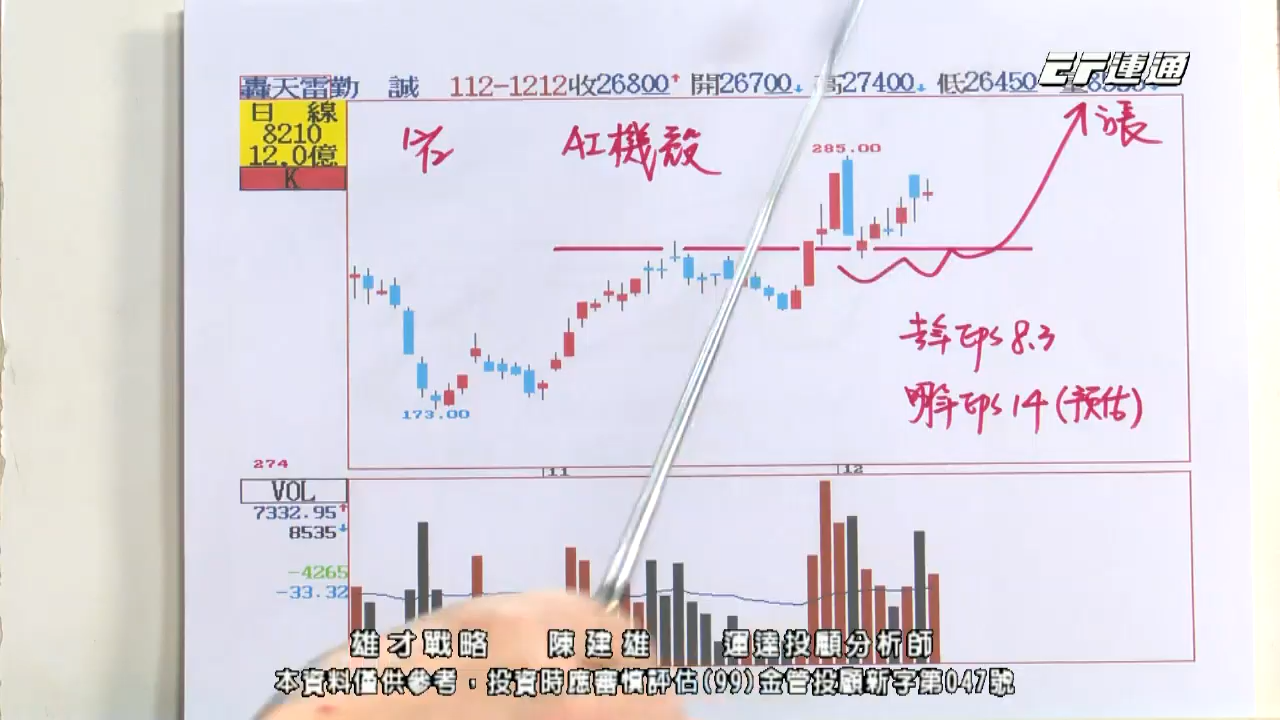 轟天雷勤 誠 112-1212收26800↑ 開26700↓ 高27400↓ 低26450
EF運通
日 線
8210
12.0億
K
12/12
AI機殼
285.00
漲
173.00
去年EPS 8.3
明年EPS 14(預估)
274
11
12
VOL
7332.95↑
8535↓
-4265
-33.32
雄才戰略 陳建雄 運達投顧分析師
本資料僅供參考,投資時應審慎評估(99)金管投顧新字第047號